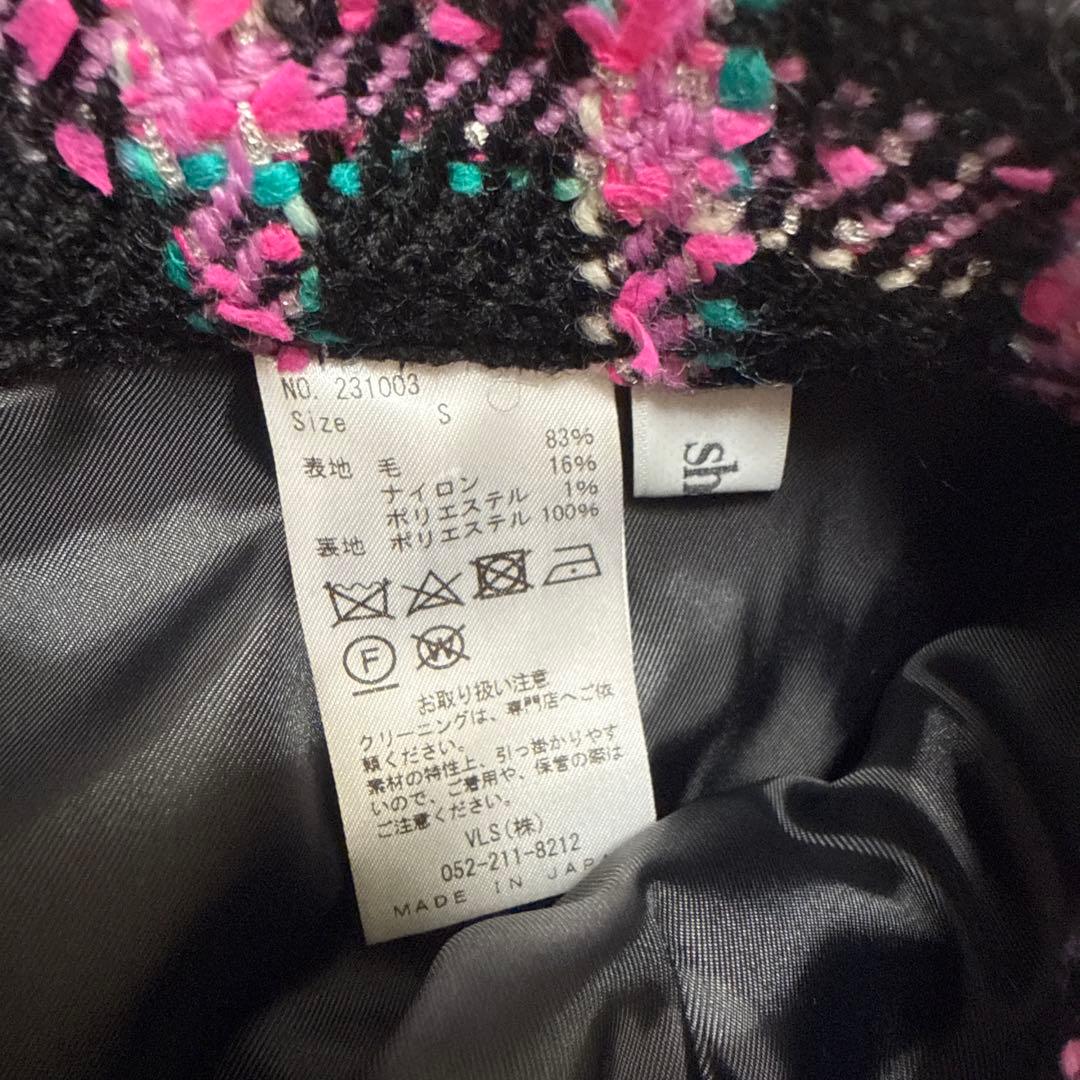 NO. 231003
Size S
表地 毛 83%
ナイロン 16%
ポリエステル 1%
裏地 ポリエステル 100%
F
W
お取り扱い注意
クリーニングは、専門店へご依
頼ください。
素材の特性上、引っ掛かりやす
いので、ご着用や、保管の際は
ご注意ください。
VLS(株)
052-211-8212
MADE IN JAPA
sh